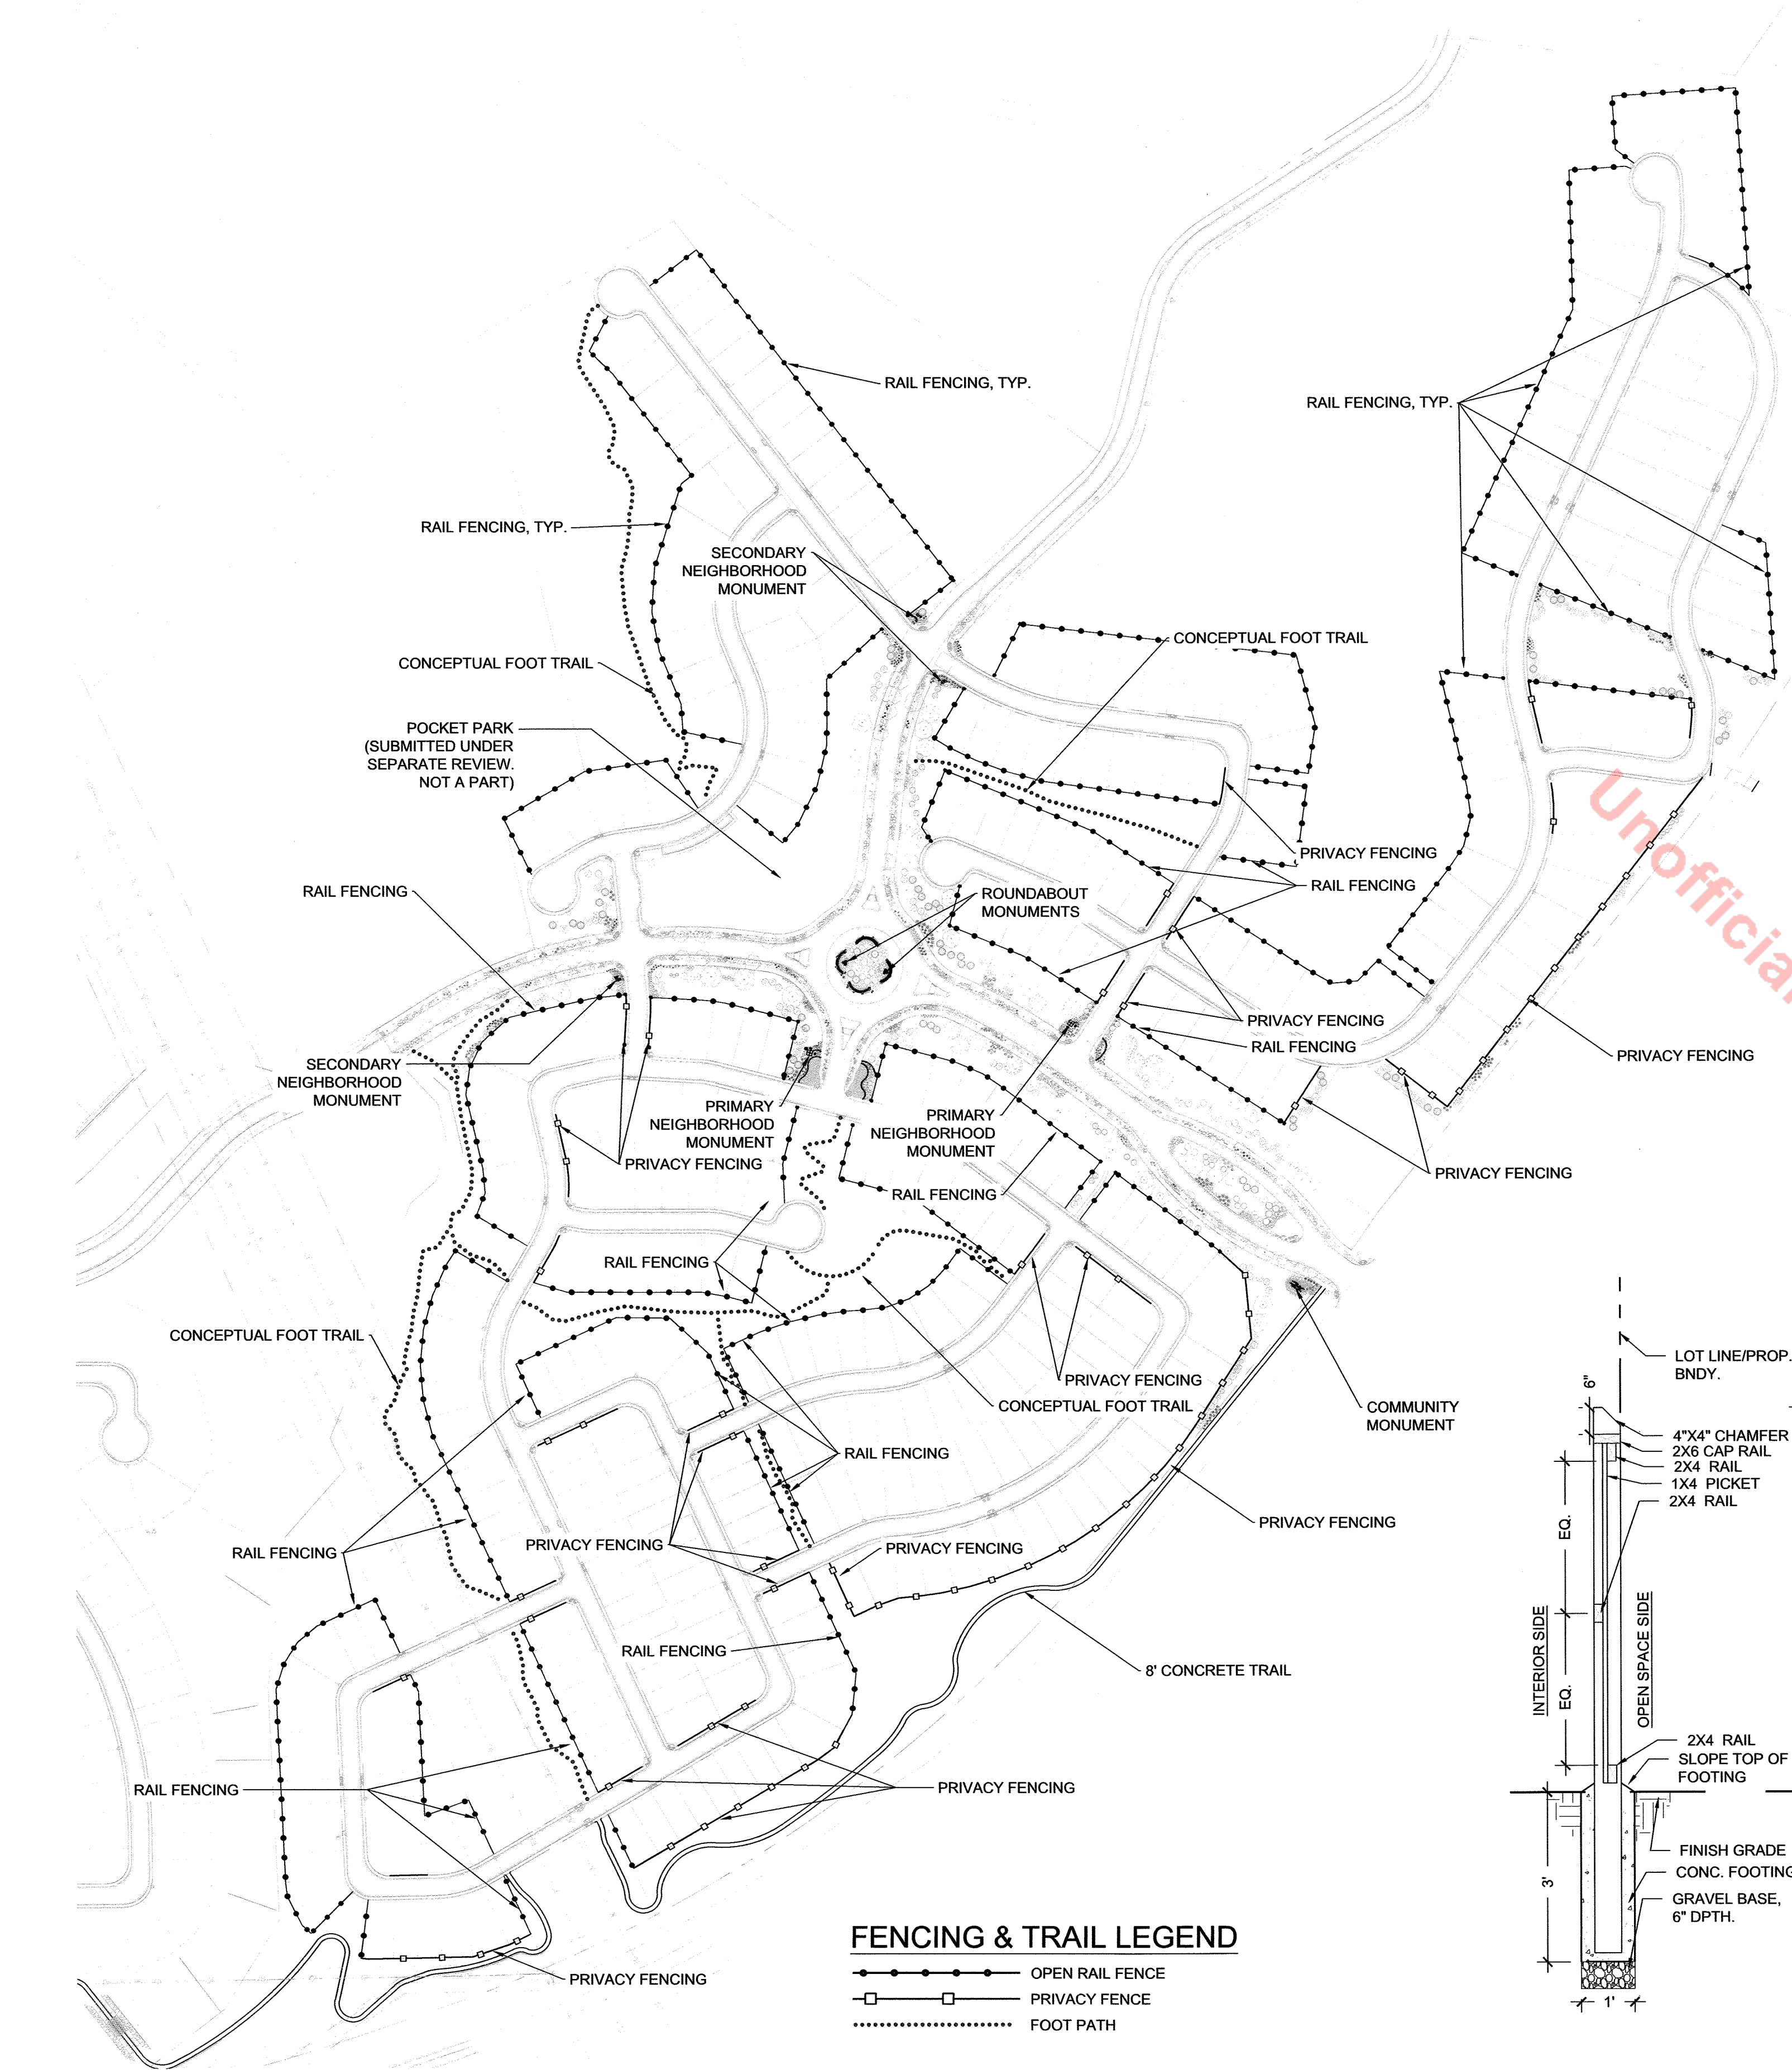 RAIL FENCING, TYP.
RAIL FENCING, TYP.
RAIL FENCING, TYP.
SECONDARY
NEIGHBORHOOD
MONUMENT
CONCEPTUAL FOOT TRAIL
CONCEPTUAL FOOT TRAIL
POCKET PARK
(SUBMITTED UNDER
SEPARATE REVIEW.
NOT A PART)
Unofficial
PRIVACY FENCING
RAIL FENCING
RAIL FENCING
ROUNDABOUT
MONUMENTS
PRIVACY FENCING
RAIL FENCING
PRIVACY FENCING
SECONDARY
NEIGHBORHOOD
MONUMENT
PRIMARY
NEIGHBORHOOD
MONUMENT
PRIMARY
NEIGHBORHOOD
MONUMENT
PRIVACY FENCING
PRIVACY FENCING
RAIL FENCING
RAIL FENCING
CONCEPTUAL FOOT TRAIL
PRIVACY FENCING
CONCEPTUAL FOOT TRAIL
COMMUNITY
MONUMENT
RAIL FENCING
PRIVACY FENCING
RAIL FENCING
PRIVACY FENCING
PRIVACY FENCING
RAIL FENCING
8' CONCRETE TRAIL
RAIL FENCING
PRIVACY FENCING
PRIVACY FENCING
LOT LINE/PROP.
BNDY.
6"
4"X4" CHAMFER
2X6 CAP RAIL
2X4 RAIL
1X4 PICKET
2X4 RAIL
EQ.
INTERIOR SIDE
OPEN SPACE SIDE
EQ.
2X4 RAIL
SLOPE TOP OF
FOOTING
FINISH GRADE
CONC. FOOTING
3'
GRAVEL BASE,
6" DPTH.
1'
FENCING & TRAIL LEGEND
OPEN RAIL FENCE
PRIVACY FENCE
FOOT PATH